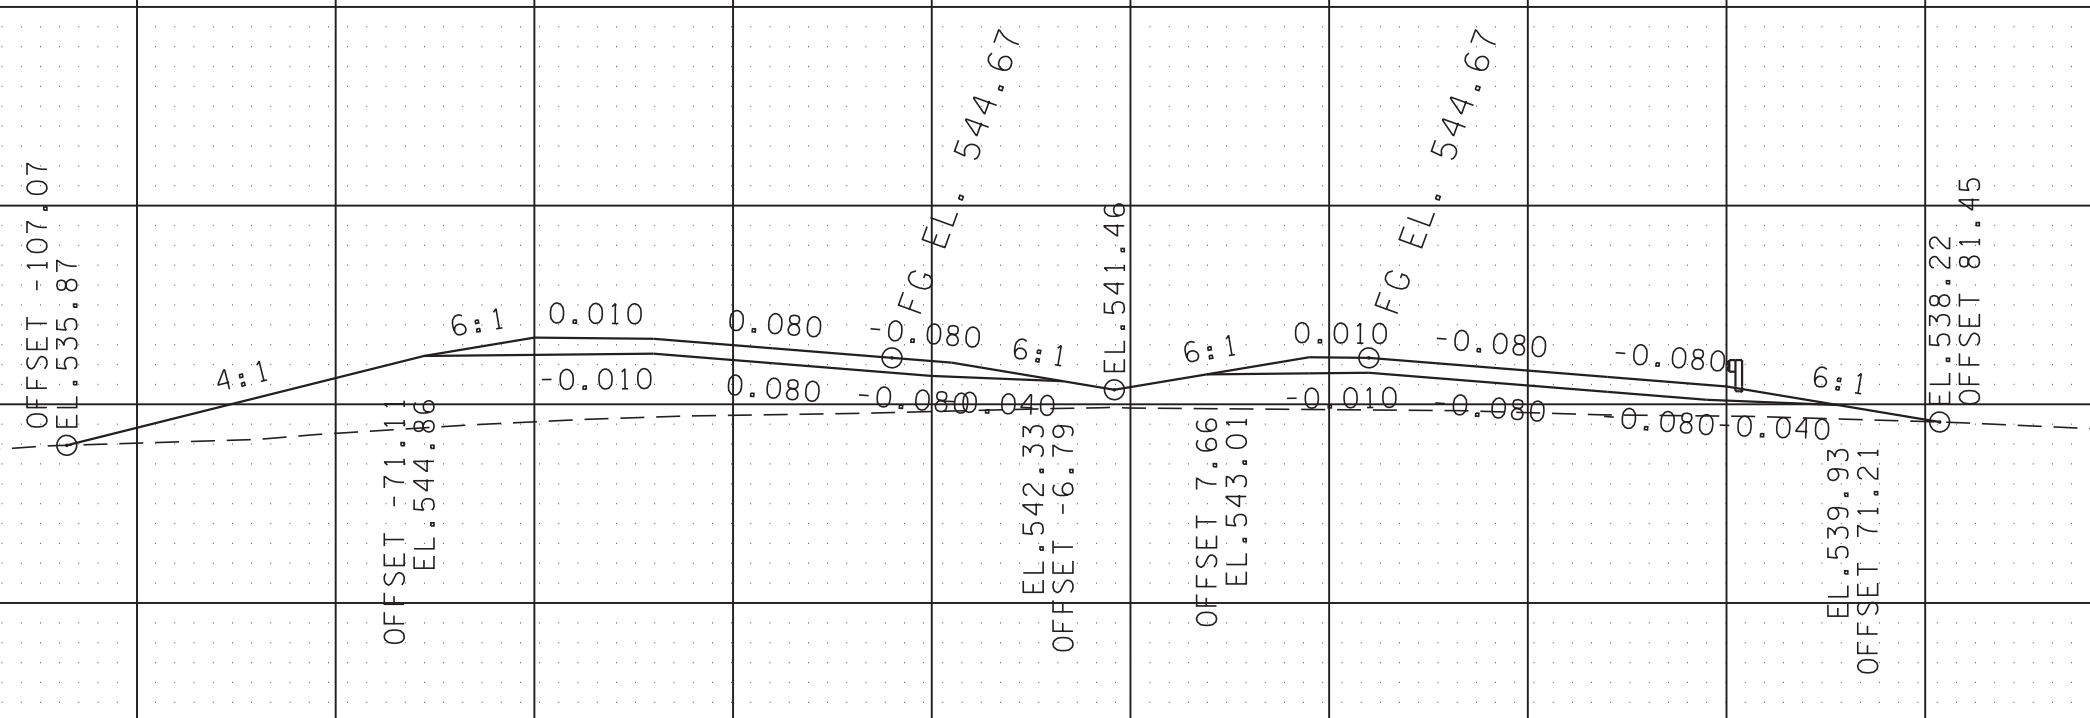 OFFSET -107.07
EL.535.87
4:1
OFFSET -71.11
EL.544.86
6:1
0.010
-0.010
0.080
0.080
FG EL. 544.67
-0.080
-0.080
0.040
6:1
EL.542.33
OFFSET -6.79
EL.541.46
6:1
OFFSET 7.66
EL.543.01
0.010
-0.010
FG EL. 544.67
-0.080
-0.080
-0.080
-0.080
-0.040
6:1
EL.539.93
OFFSET 71.21
EL.538.22
OFFSET 81.45